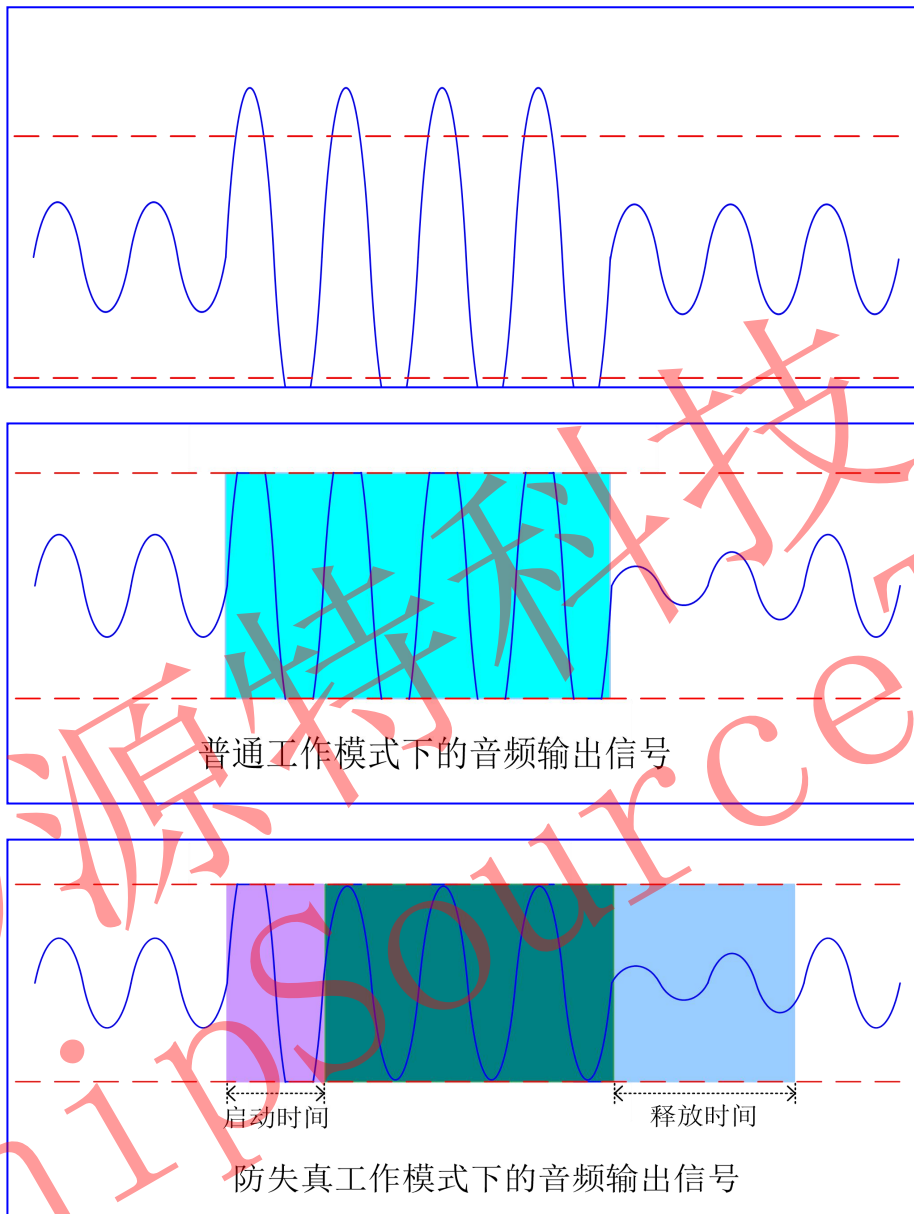 普通工作模式下的音频输出信号
启动时间
释放时间
防失真工作模式下的音频输出信号
源特科技
hipSource